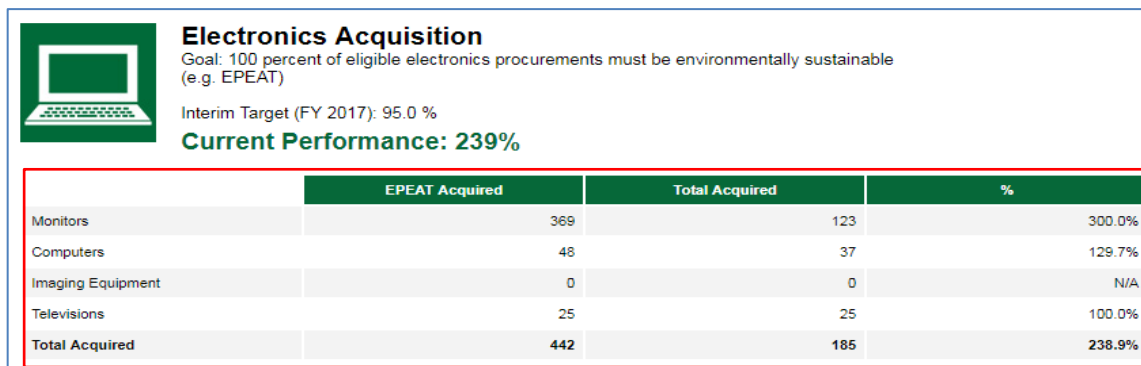 Electronics Acquisition
Goal: 100 percent of eligible electronics procurements must be environmentally sustainable
(e.g. EPEAT)
Interim Target (FY 2017): 95.0 %
Current Performance: 239%
EPEAT Acquired Total Acquired %
Monitors 369 123 300.0%
Computers 48 37 129.7%
Imaging Equipment 0 0 N/A
Televisions 25 25 100.0%
Total Acquired 442 185 238.9%